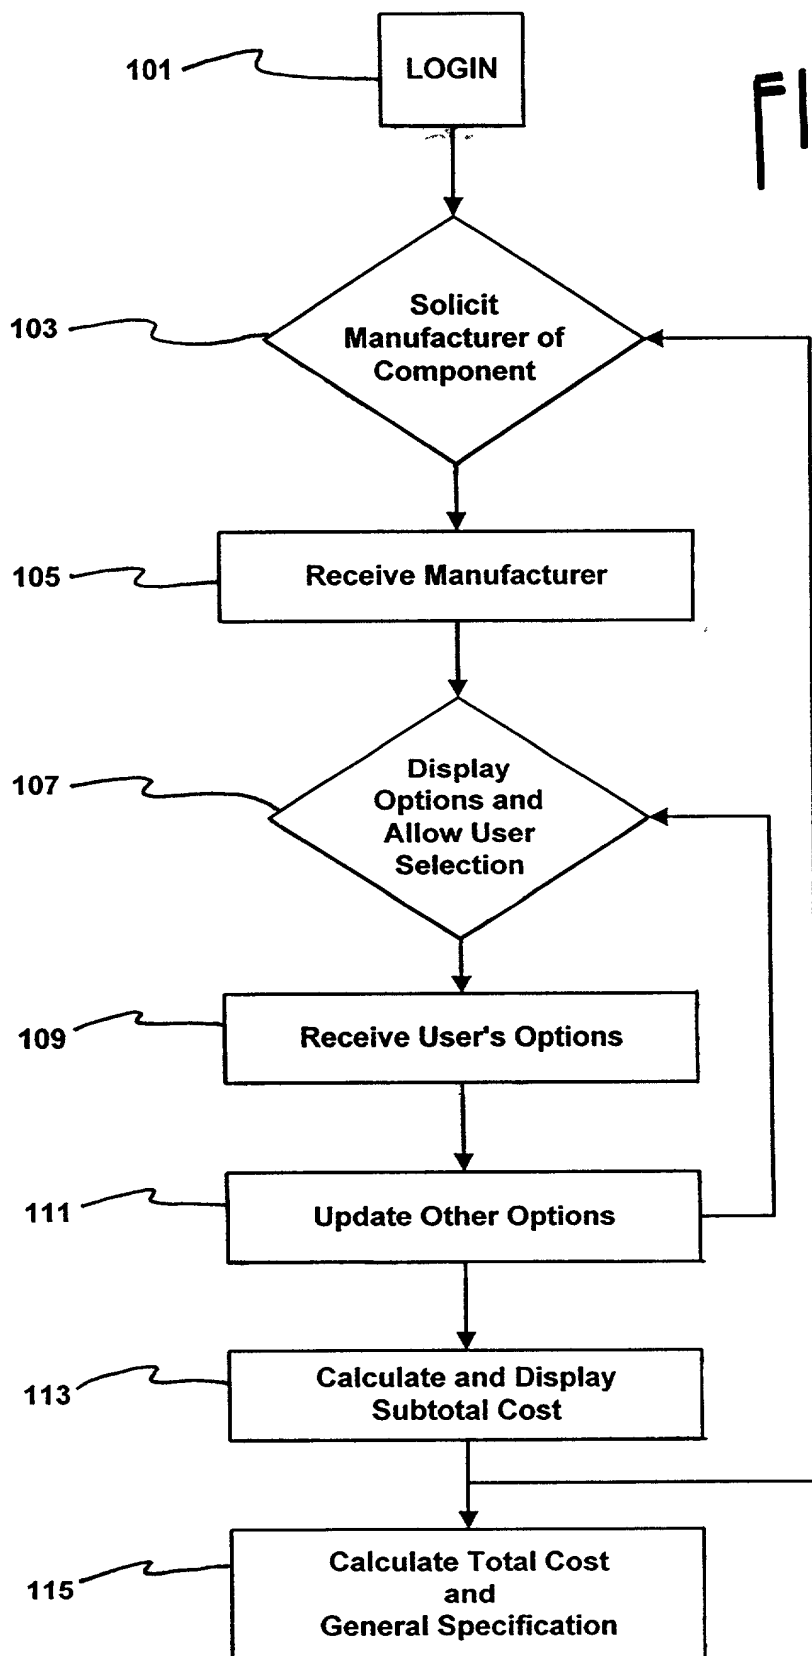 101
LOGIN
FI
103
Solicit
Manufacturer of
Component
105
Receive Manufacturer
107
Display
Options and
Allow User
Selection
109
Receive User's Options
111
Update Other Options
113
Calculate and Display
Subtotal Cost
115
Calculate Total Cost
and
General Specification